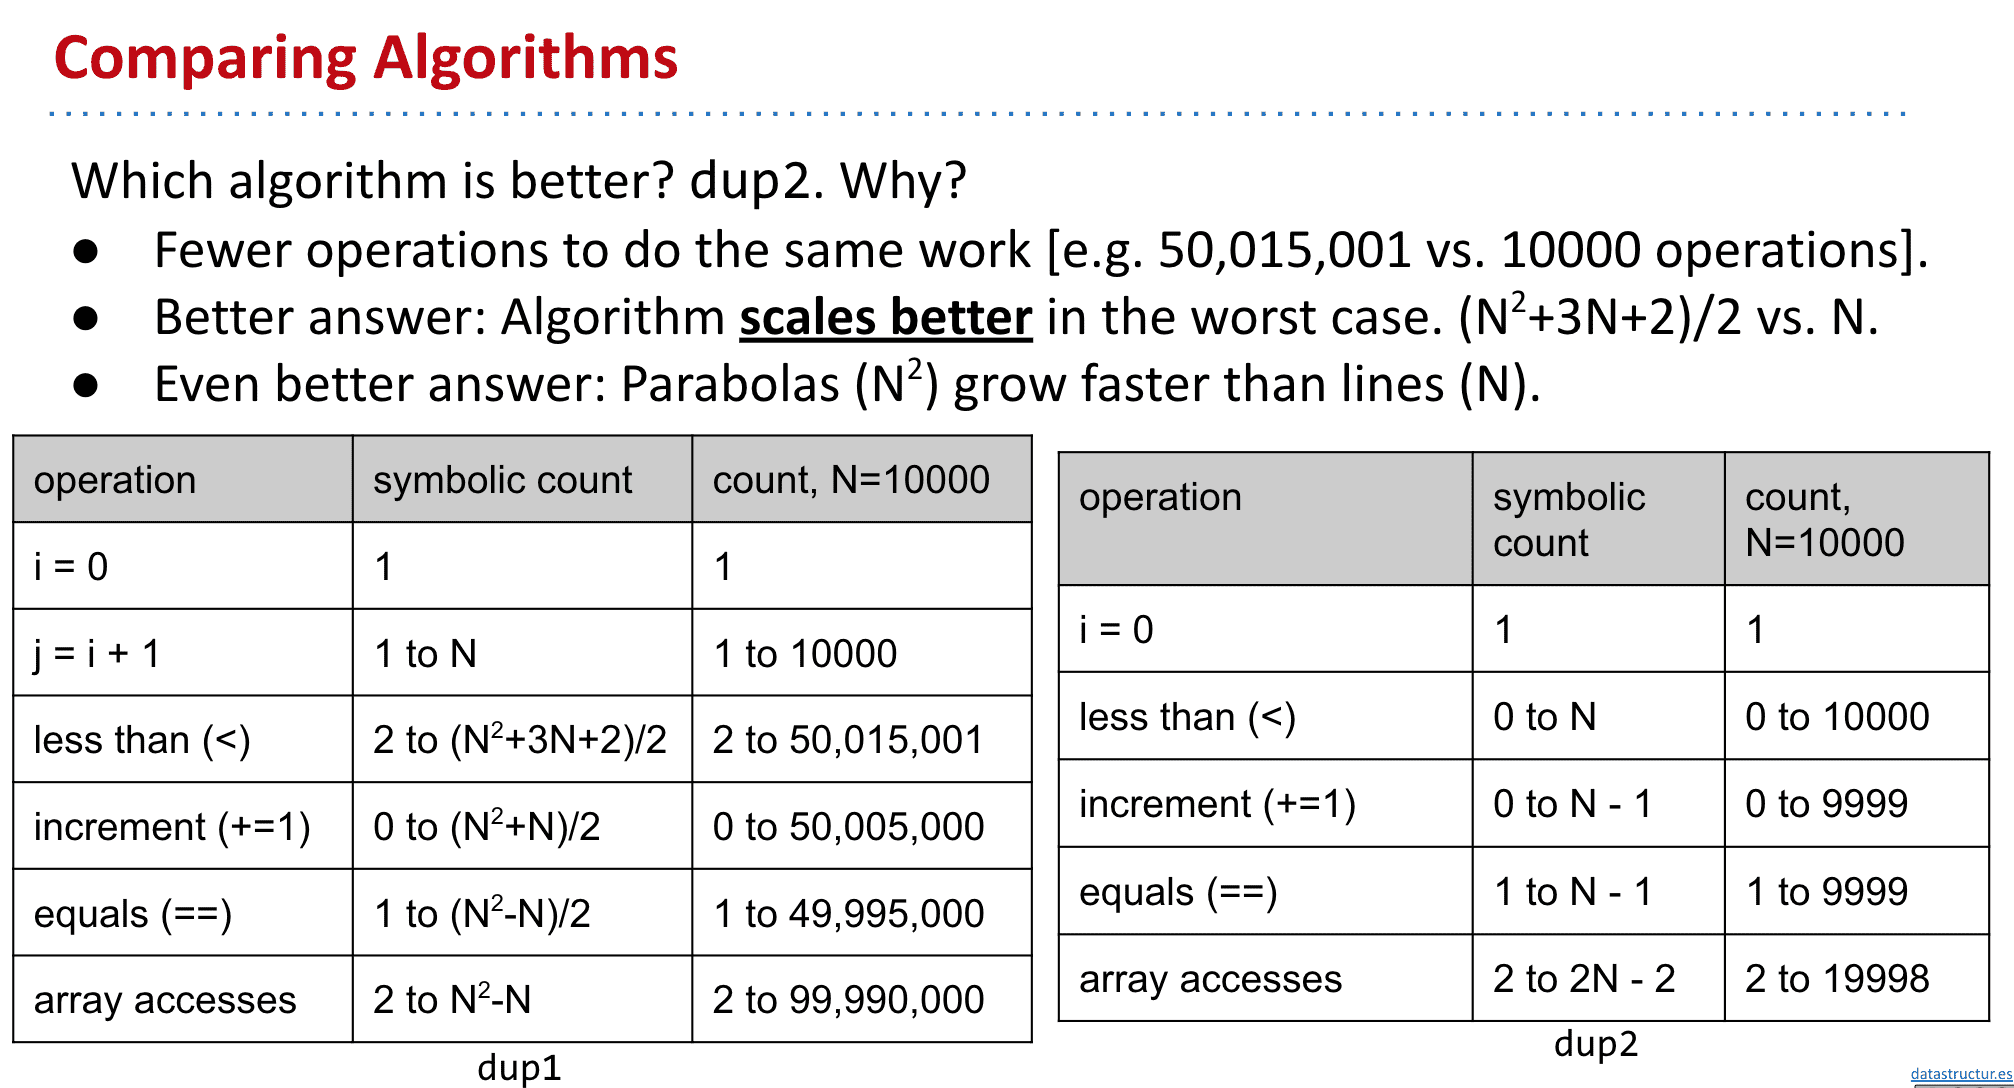 Comparing Algorithms
Which algorithm is better? dup2. Why?
● Fewer operations to do the same work [e.g. 50,015,001 vs. 10000 operations].
● Better answer: Algorithm scales better in the worst case. (N²+3N+2)/2 vs. N.
● Even better answer: Parabolas (N²) grow faster than lines (N).
operation symbolic count count, N=10000
i = 0 1 1
j = i + 1 1 to N 1 to 10000
less than (<) 2 to (N²+3N+2)/2 2 to 50,015,001
increment (+=1) 0 to (N²+N)/2 0 to 50,005,000
equals (==) 1 to (N²-N)/2 1 to 49,995,000
array accesses 2 to N²-N 2 to 99,990,000
dup1
operation symbolic count,
count N=10000
i = 0 1 1
less than (<) 0 to N 0 to 10000
increment (+=1) 0 to N - 1 0 to 9999
equals (==) 1 to N - 1 1 to 9999
array accesses 2 to 2N - 2 2 to 19998
dup2
datastructur.es